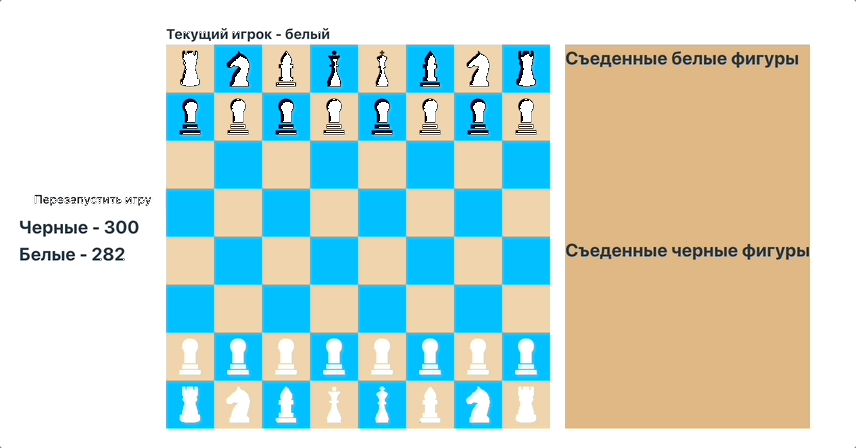 Текущий игрок - белый
Съеденные белые фигуры
Перезапустить игру
Черные - 300
Белые - 282
Съеденные черные фигуры